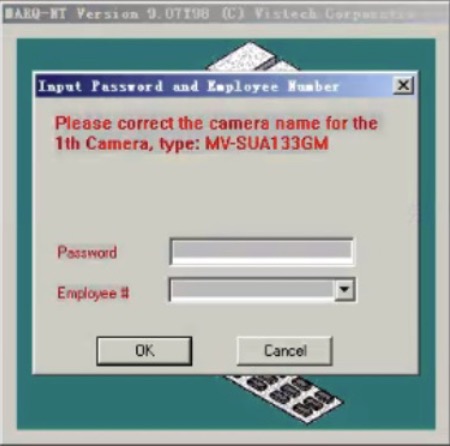 MARQ-NT Version 9.07T98 (C) Vistech Corporatio
Input Password and Employee Number
Please correct the camera name for the
1th Camera, type: MV-SUA133GM
Password
Employee #
OK
Cancel